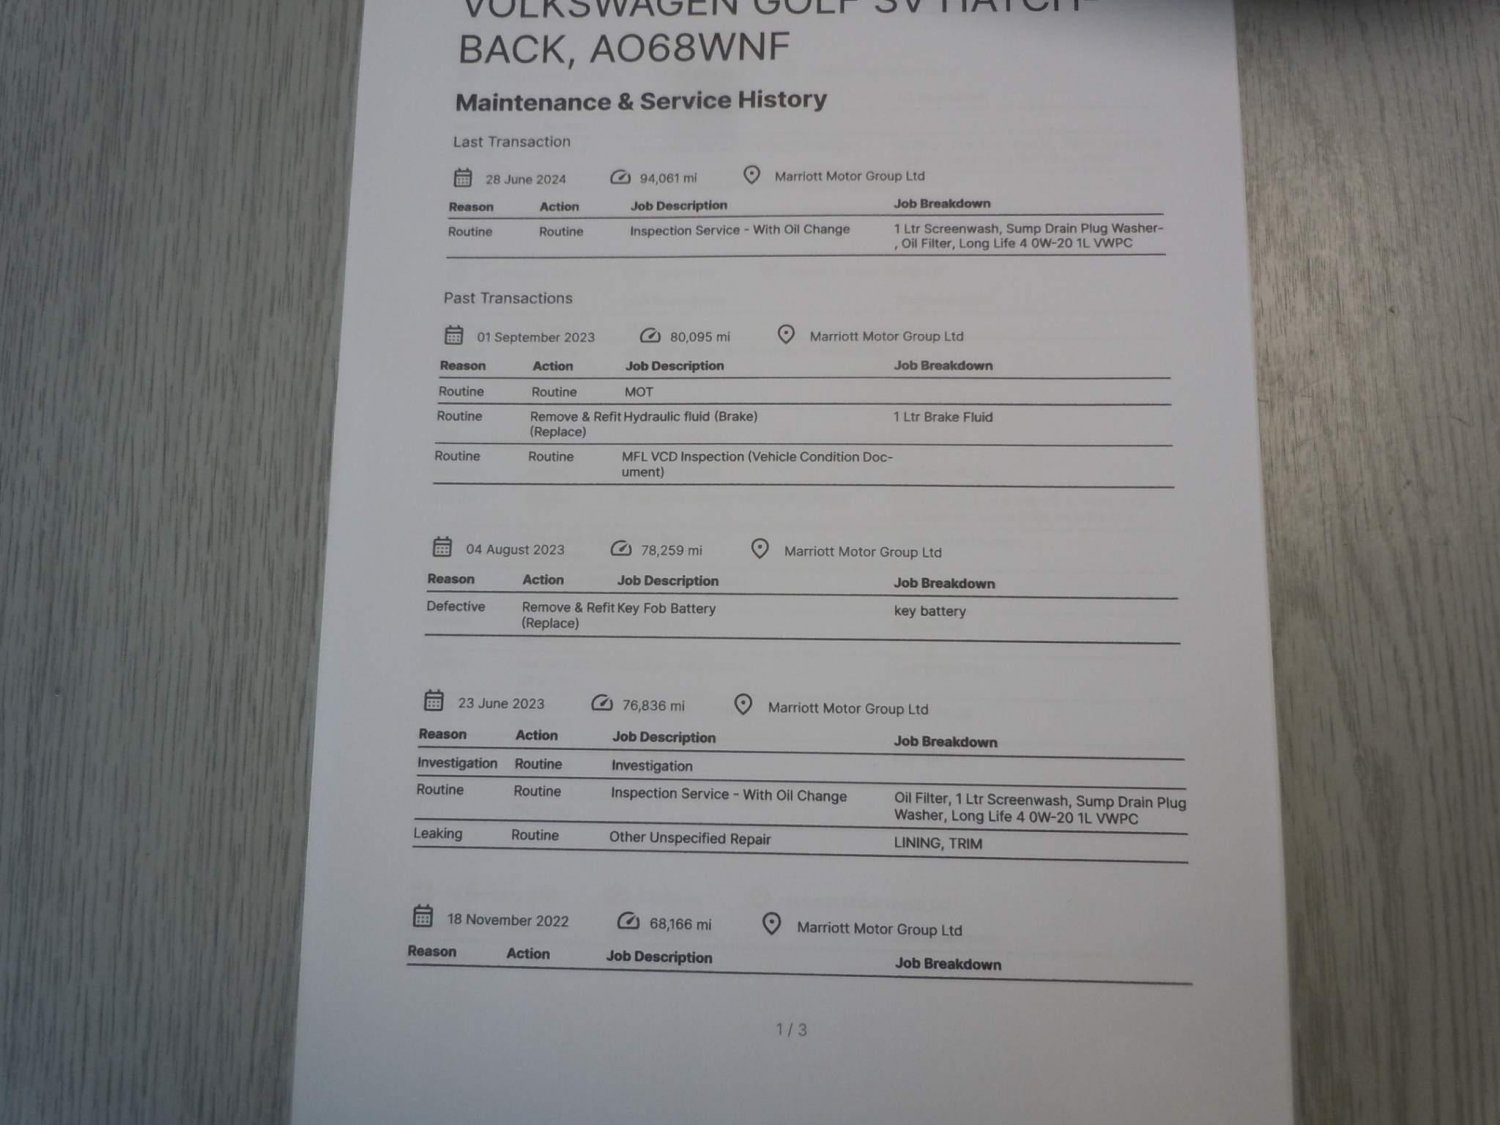 VOLKSWAGEN GOLF SV HATCH-
BACK, AO68WNF
Maintenance & Service History
Last Transaction
28 June 2024 94,061 mi Marriott Motor Group Ltd
Reason Action Job Description Job Breakdown
Routine Routine Inspection Service - With Oil Change 1 Ltr Screenwash, Sump Drain Plug Washer-
, Oil Filter, Long Life 4 0W-20 1L VWPC
Past Transactions
01 September 2023 80,095 mi Marriott Motor Group Ltd
Reason Action Job Description Job Breakdown
Routine Routine MOT
Routine Remove & Refit Hydraulic fluid (Brake) 1 Ltr Brake Fluid
(Replace)
Routine Routine MFL VCD Inspection (Vehicle Condition Doc-
ument)
04 August 2023 78,259 mi Marriott Motor Group Ltd
Reason Action Job Description Job Breakdown
Defective Remove & Refit Key Fob Battery key battery
(Replace)
23 June 2023 76,836 mi Marriott Motor Group Ltd
Reason Action Job Description Job Breakdown
Investigation Routine Investigation
Routine Routine Inspection Service - With Oil Change Oil Filter, 1 Ltr Screenwash, Sump Drain Plug
Washer, Long Life 4 0W-20 1L VWPC
Leaking Routine Other Unspecified Repair LINING, TRIM
18 November 2022 68,166 mi Marriott Motor Group Ltd
Reason Action Job Description Job Breakdown
1 / 3